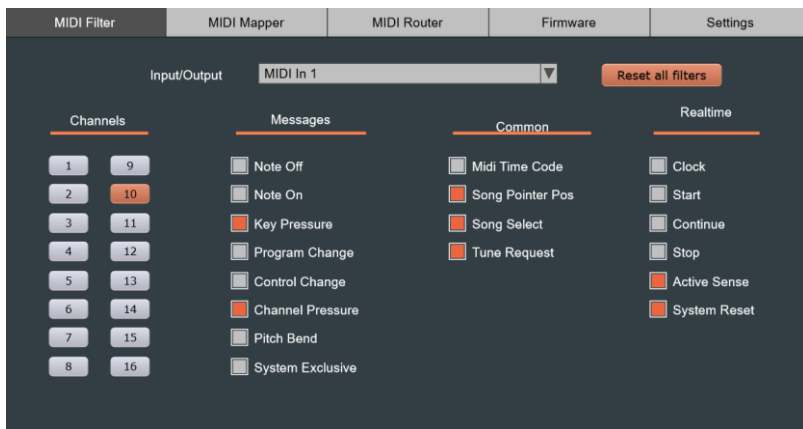 MIDI Filter MIDI Mapper MIDI Router Firmware Settings
Input/Output MIDI In 1 Reset all filters
Channels Messages Common Realtime
1 9 Note Off Midi Time Code Clock
2 10 Note On Song Pointer Pos Start
3 11 Key Pressure Song Select Continue
4 12 Program Change Tune Request Stop
5 13 Control Change Active Sense
6 14 Channel Pressure System Reset
7 15 Pitch Bend
8 16 System Exclusive